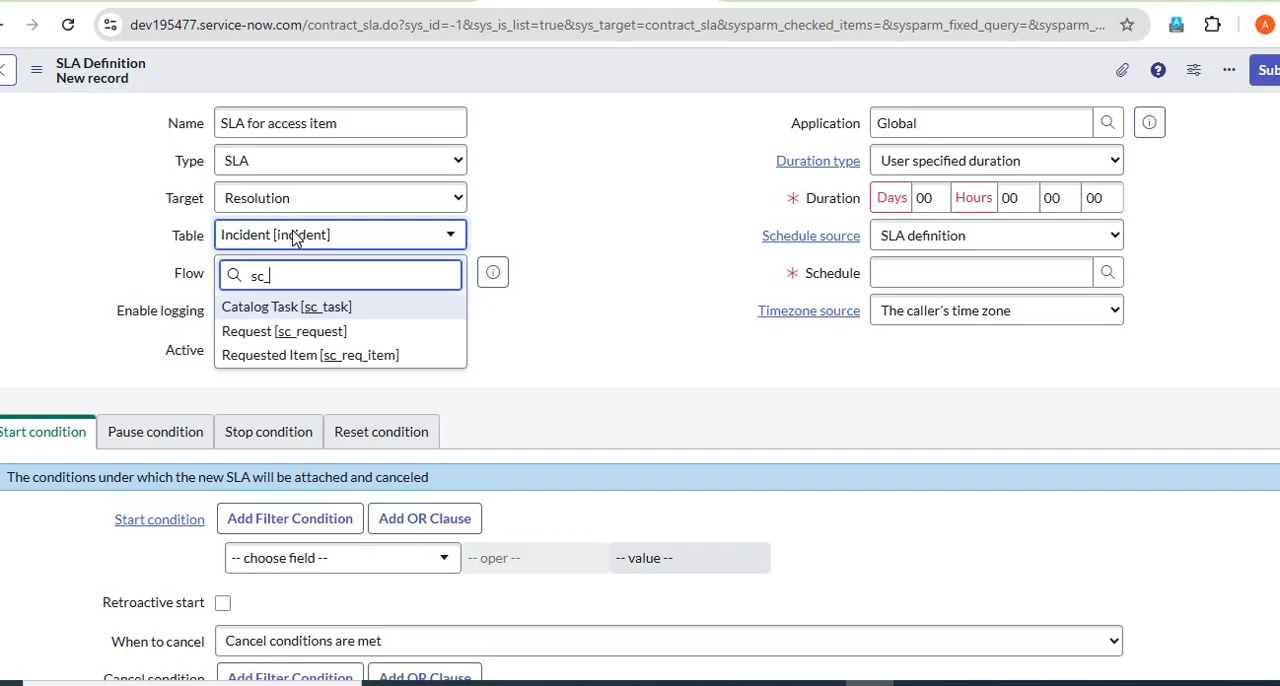 dev195477.service-now.com/contract_sla.do?sys_id=-1&sys_is_list=true&sys_target=contract_sla&sysparm_checked_items=&sysparm_fixed_query=&sysparm_...
A
SLA Definition
New record
Sub
Name SLA for access item Application Global
Type SLA Duration type User specified duration
Target Resolution Duration Days 00 Hours 00 00 00
Table Incident [incident] Schedule source SLA definition
Flow sc_ Schedule
Catalog Task [sc_task]
Enable logging Timezone source The caller's time zone
Request [sc_request]
Active Requested Item [sc_req_item]
Start condition Pause condition Stop condition Reset condition
The conditions under which the new SLA will be attached and canceled
Start condition Add Filter Condition Add OR Clause
-- choose field -- -- oper -- -- value --
Retroactive start
When to cancel Cancel conditions are met
Cancel condition Add Filter Condition Add OR Clause